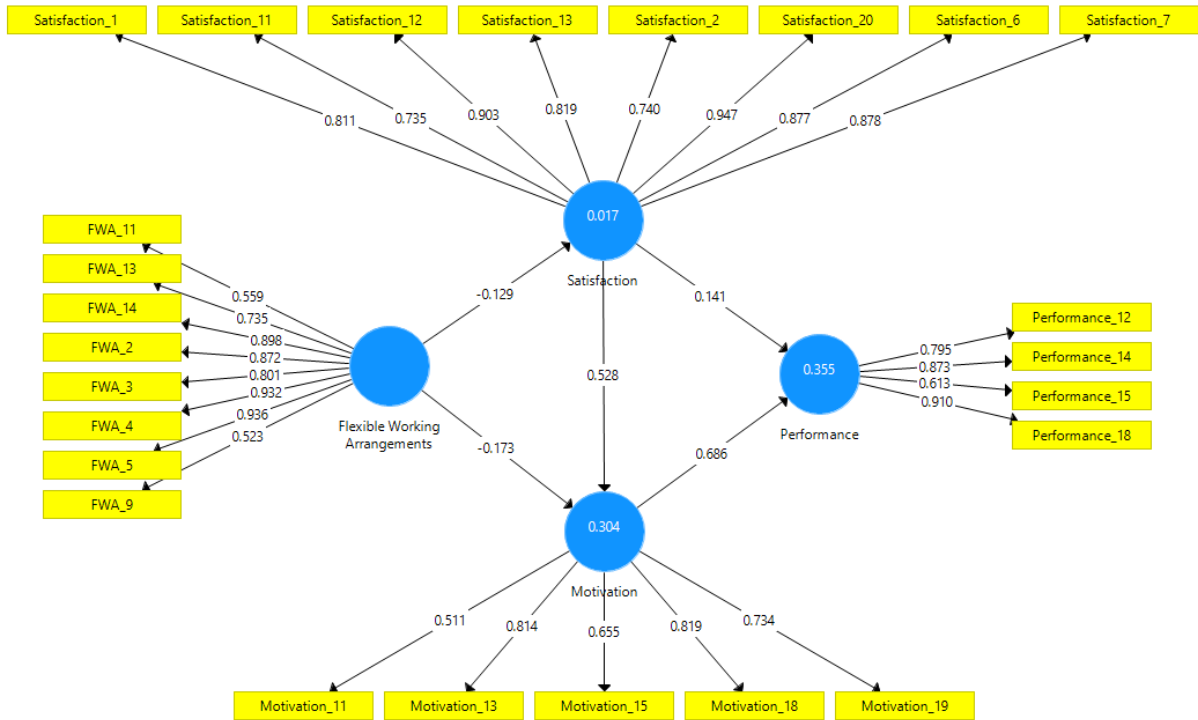 Satisfaction_1
Satisfaction_11
Satisfaction_12
Satisfaction_13
Satisfaction_2
Satisfaction_20
Satisfaction_6
Satisfaction_7
0.811
0.735
0.903
0.819
0.740
0.947
0.877
0.878
0.017
Satisfaction
FWA_11
FWA_13
FWA_14
FWA_2
FWA_3
FWA_4
FWA_5
FWA_9
0.559
0.735
0.898
0.872
0.801
0.932
0.936
0.523
Flexible Working
Arrangements
-0.129
-0.173
0.528
0.141
0.686
0.355
Performance
0.795
0.873
0.613
0.910
Performance_12
Performance_14
Performance_15
Performance_18
0.304
Motivation
0.511
0.814
0.655
0.819
0.734
Motivation_11
Motivation_13
Motivation_15
Motivation_18
Motivation_19